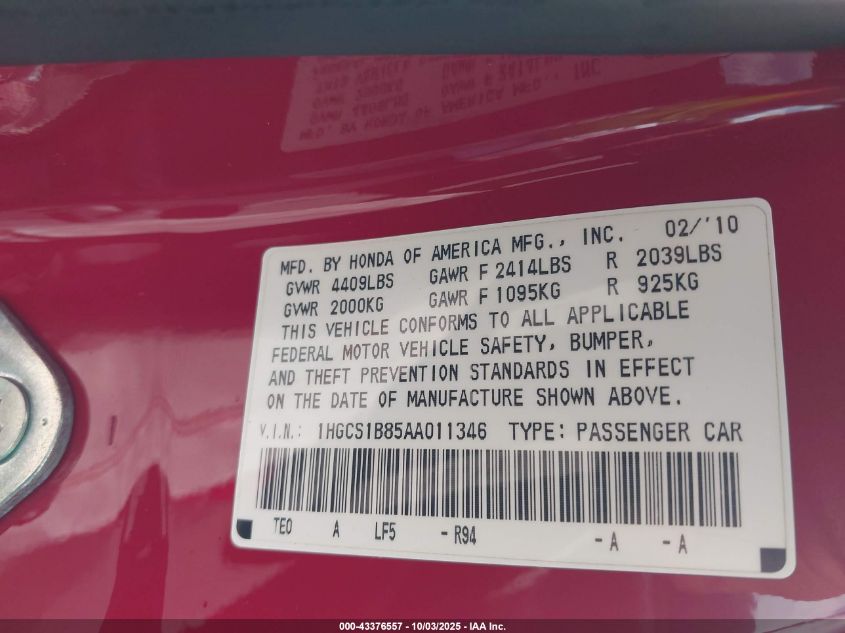 MFD. BY HONDA OF AMERICA MFG., INC. 02/'10
GVWR 4409LBS GAWR F 2414LBS R 2039LBS
GVWR 2000KG GAWR F 1095KG R 925KG
THIS VEHICLE CONFORMS TO ALL APPLICABLE
FEDERAL MOTOR VEHICLE SAFETY, BUMPER,
AND THEFT PREVENTION STANDARDS IN EFFECT
ON THE DATE OF MANUFACTURE SHOWN ABOVE.
V.I.N.: 1HGCS1B85AA011346 TYPE: PASSENGER CAR
TE0 A LF5 -R94 -A -A
000-43376557 - 10/03/2025 - IAA Inc.